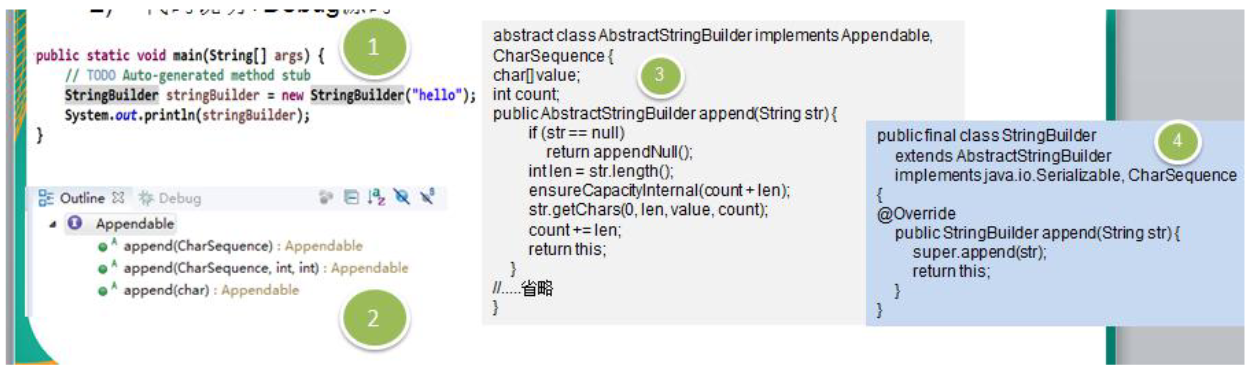 Debug
1
public static void main(String[] args) {
// TODO Auto-generated method stub
StringBuilder stringBuilder = new StringBuilder("hello");
System.out.println(stringBuilder);
}
Outline Debug
Appendable
append(CharSequence) : Appendable
append(CharSequence, int, int) : Appendable
append(char) : Appendable
2
abstract class AbstractStringBuilder implements Appendable,
CharSequence {
3
char[] value;
int count;
public AbstractStringBuilder append(String str) {
if (str == null)
return appendNull();
int len = str.length();
ensureCapacityInternal(count + len);
str.getChars(0, len, value, count);
count += len;
return this;
}
//.....省略
}
public final class StringBuilder
4
extends AbstractStringBuilder
implements java.io.Serializable, CharSequence
{
@Override
public StringBuilder append(String str) {
super.append(str);
return this;
}
}